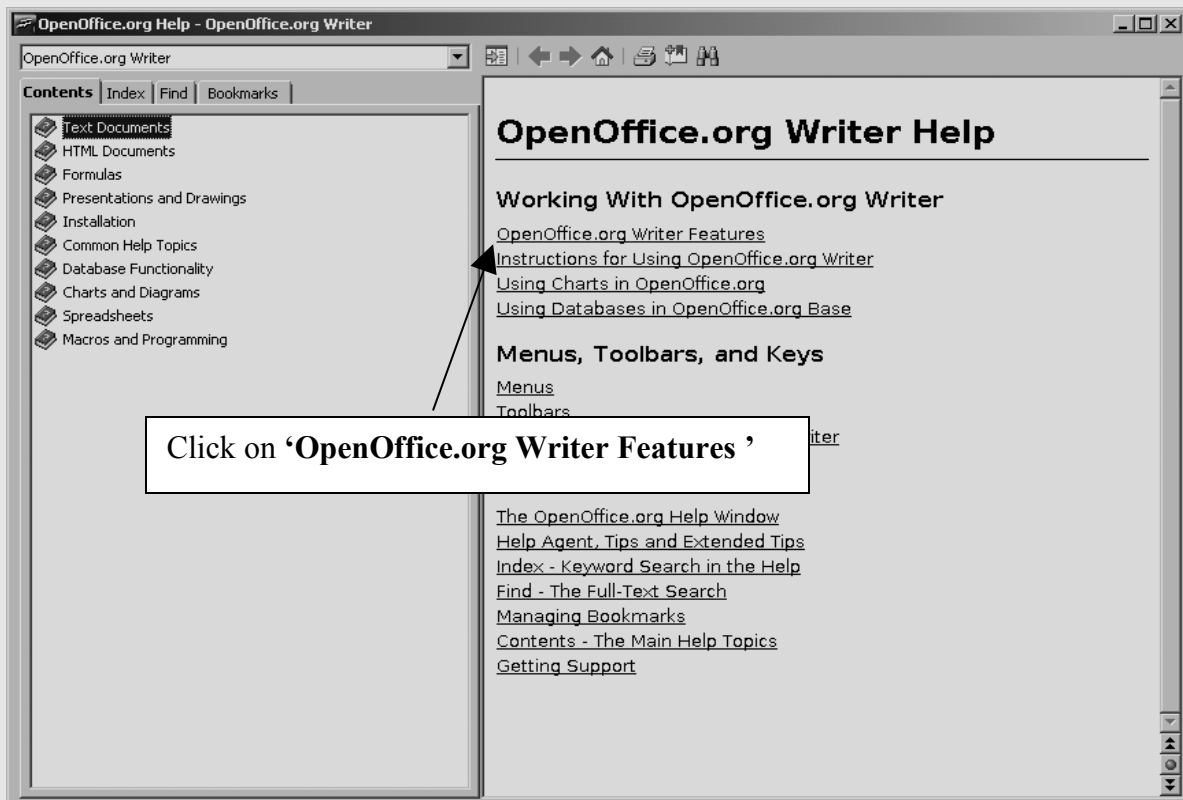 OpenOffice.org Help - OpenOffice.org Writer
OpenOffice.org Writer
Contents Index Find Bookmarks
Text Documents
HTML Documents
Formulas
Presentations and Drawings
Installation
Common Help Topics
Database Functionality
Charts and Diagrams
Spreadsheets
Macros and Programming
OpenOffice.org Writer Help
Working With OpenOffice.org Writer
OpenOffice.org Writer Features
Instructions for Using OpenOffice.org Writer
Using Charts in OpenOffice.org
Using Databases in OpenOffice.org Base
Menus, Toolbars, and Keys
Menus
Toolbars
iter
Click on ‘OpenOffice.org Writer Features ’
The OpenOffice.org Help Window
Help Agent, Tips and Extended Tips
Index - Keyword Search in the Help
Find - The Full-Text Search
Managing Bookmarks
Contents - The Main Help Topics
Getting Support